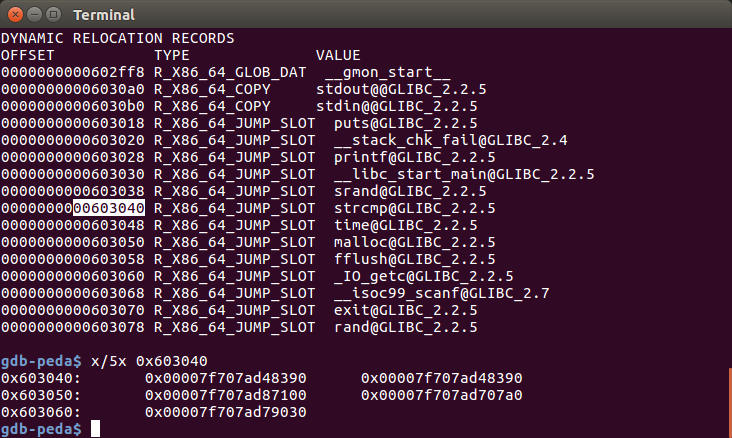 Terminal
DYNAMIC RELOCATION RECORDS
OFFSET           TYPE              VALUE
0000000000602ff8 R_X86_64_GLOB_DAT  __gmon_start__
00000000006030a0 R_X86_64_COPY     stdout@@GLIBC_2.2.5
00000000006030b0 R_X86_64_COPY     stdin@@GLIBC_2.2.5
0000000000603018 R_X86_64_JUMP_SLOT  puts@GLIBC_2.2.5
0000000000603020 R_X86_64_JUMP_SLOT  __stack_chk_fail@GLIBC_2.4
0000000000603028 R_X86_64_JUMP_SLOT  printf@GLIBC_2.2.5
0000000000603030 R_X86_64_JUMP_SLOT  __libc_start_main@GLIBC_2.2.5
0000000000603038 R_X86_64_JUMP_SLOT  srand@GLIBC_2.2.5
0000000000603040 R_X86_64_JUMP_SLOT  strcmp@GLIBC_2.2.5
0000000000603048 R_X86_64_JUMP_SLOT  time@GLIBC_2.2.5
0000000000603050 R_X86_64_JUMP_SLOT  malloc@GLIBC_2.2.5
0000000000603058 R_X86_64_JUMP_SLOT  fflush@GLIBC_2.2.5
0000000000603060 R_X86_64_JUMP_SLOT  _IO_getc@GLIBC_2.2.5
0000000000603068 R_X86_64_JUMP_SLOT  __isoc99_scanf@GLIBC_2.7
0000000000603070 R_X86_64_JUMP_SLOT  exit@GLIBC_2.2.5
0000000000603078 R_X86_64_JUMP_SLOT  rand@GLIBC_2.2.5
gdb-peda$ x/5x 0x603040
0x603040:       0x00007f707ad48390      0x00007f707ad48390
0x603050:       0x00007f707ad87100      0x00007f707ad707a0
0x603060:       0x00007f707ad79030
gdb-peda$